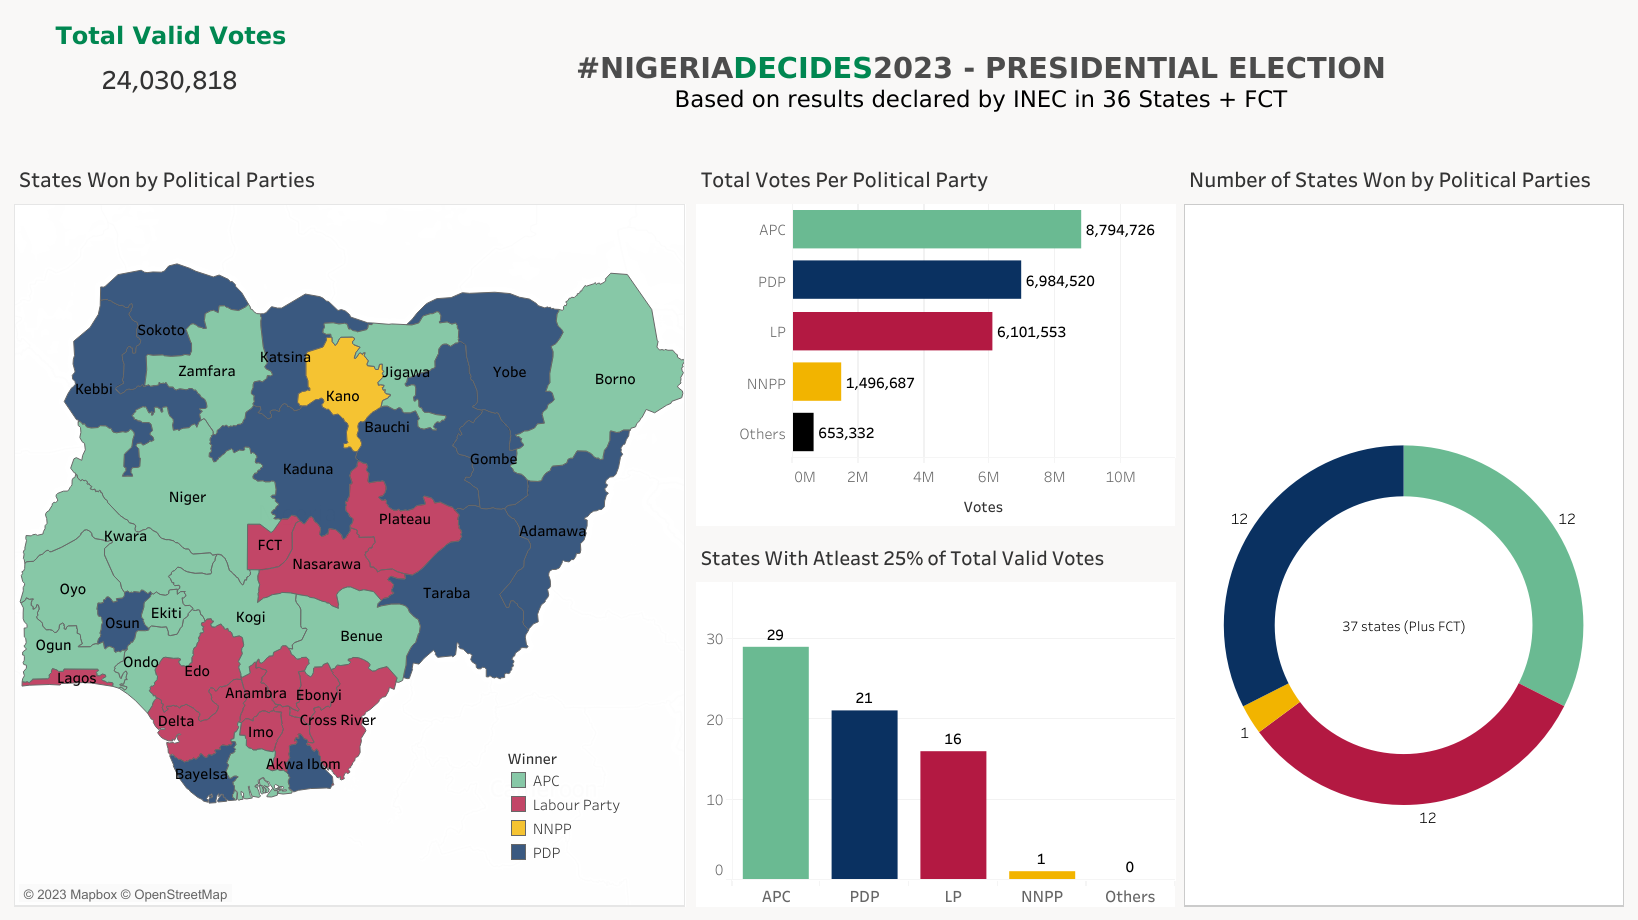 Total Valid Votes
24,030,818
#NIGERIADECIDES2023 - PRESIDENTIAL ELECTION
Based on results declared by INEC in 36 States + FCT
States Won by Political Parties
Sokoto
Katsina
Zamfara
Jigawa
Yobe
Borno
Kebbi
Kano
Bauchi
Gombe
Kaduna
Niger
Plateau
Adamawa
Kwara
FCT
Nasarawa
Oyo
Taraba
Ekiti
Kogi
Osun
Benue
Ogun
Ondo
Edo
Lagos
Anambra
Ebonyi
Delta
Cross River
Imo
Akwa Ibom
Bayelsa
Winner
APC
Labour Party
NNPP
PDP
© 2023 Mapbox © OpenStreetMap
Total Votes Per Political Party
APC 8,794,726
PDP 6,984,520
LP 6,101,553
NNPP 1,496,687
Others 653,332
0M 2M 4M 6M 8M 10M
Votes
States With Atleast 25% of Total Valid Votes
30
20
10
0
29
21
16
1
0
APC PDP LP NNPP Others
Number of States Won by Political Parties
12
12
37 states (Plus FCT)
1
12